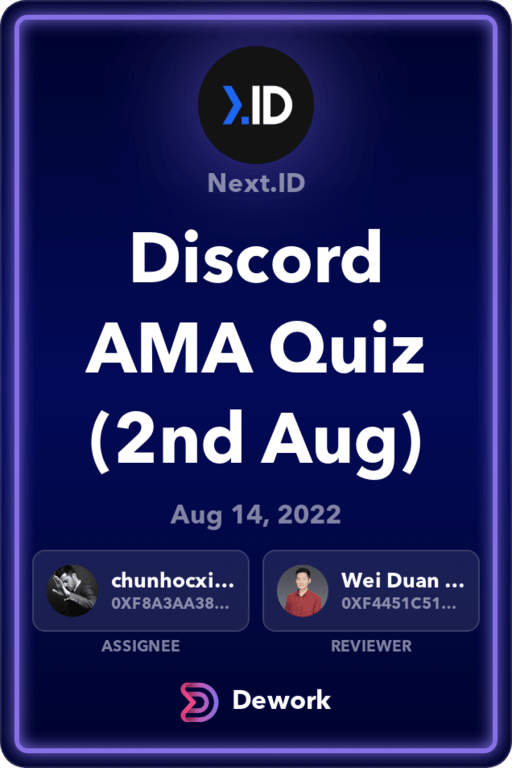 .ID
Next.ID
Discord
AMA Quiz
(2nd Aug)
Aug 14, 2022
chunhocxi...
0XF8A3AA38...
Wei Duan ...
0XF4451C51...
ASSIGNEE
REVIEWER
Dework